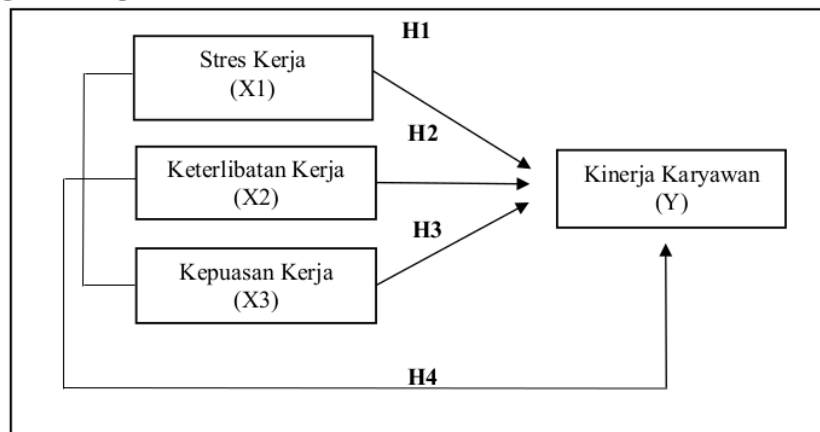 H1
Stres Kerja
(X1)
H2
Keterlibatan Kerja
(X2)
Kinerja Karyawan
(Y)
H3
Kepuasan Kerja
(X3)
H4